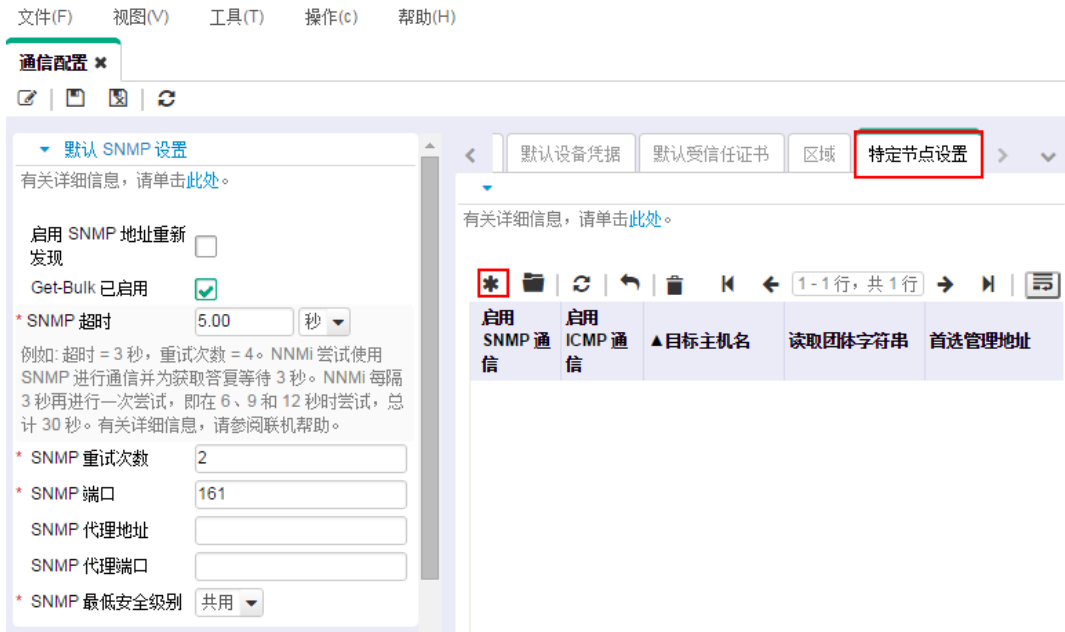 文件(F) 视图(V) 工具(T) 操作(c) 帮助(H)
通信配置
默认 SNMP 设置
有关详细信息，请单击此处。
启用 SNMP 地址重新
发现
Get-Bulk 已启用
* SNMP 超时 5.00 秒
例如: 超时 = 3 秒，重试次数 = 4。NNMi 尝试使用
SNMP 进行通信并为获取答复等待 3 秒。NNMi 每隔
3 秒再进行一次尝试，即在 6、9 和 12 秒时尝试，总
计 30 秒。有关详细信息，请参阅联机帮助。
* SNMP 重试次数 2
* SNMP 端口 161
SNMP 代理地址
SNMP 代理端口
* SNMP 最低安全级别 共用
默认设备凭据 默认受信任证书 区域 特定节点设置
有关详细信息，请单击此处。
1 - 1 行，共 1 行
启用
SNMP 通
信
启用
ICMP 通
信
▲目标主机名
读取团体字符串
首选管理地址